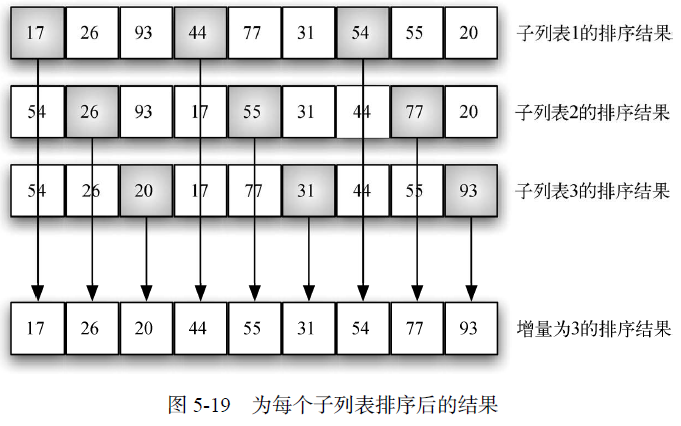 17 26 93 44 77 31 54 55 20 子列表1的排序结果
54 26 93 17 55 31 44 77 20 子列表2的排序结果
54 26 20 17 77 31 44 55 93 子列表3的排序结果
17 26 20 44 55 31 54 77 93 增量为3的排序结果
图 5-19 为每个子列表排序后的结果